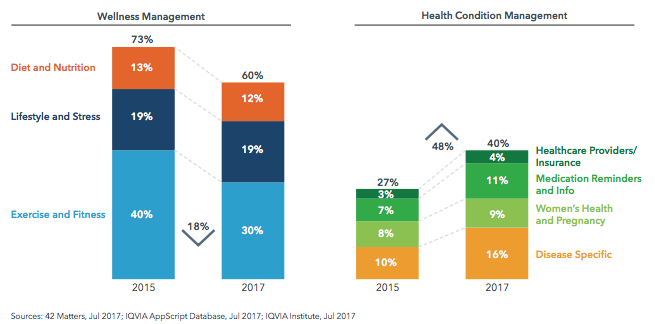 Wellness Management
Health Condition Management
73%
Diet and Nutrition
13%
60%
12%
Lifestyle and Stress
19%
19%
Exercise and Fitness
40%
18%
30%
2015
2017
48%
40%
4%
Healthcare Providers/
Insurance
27%
3%
11%
Medication Reminders
and Info
7%
9%
Women's Health
and Pregnancy
8%
10%
16%
Disease Specific
2015
2017
Sources: 42 Matters, Jul 2017; IQVIA AppScript Database, Jul 2017; IQVIA Institute, Jul 2017